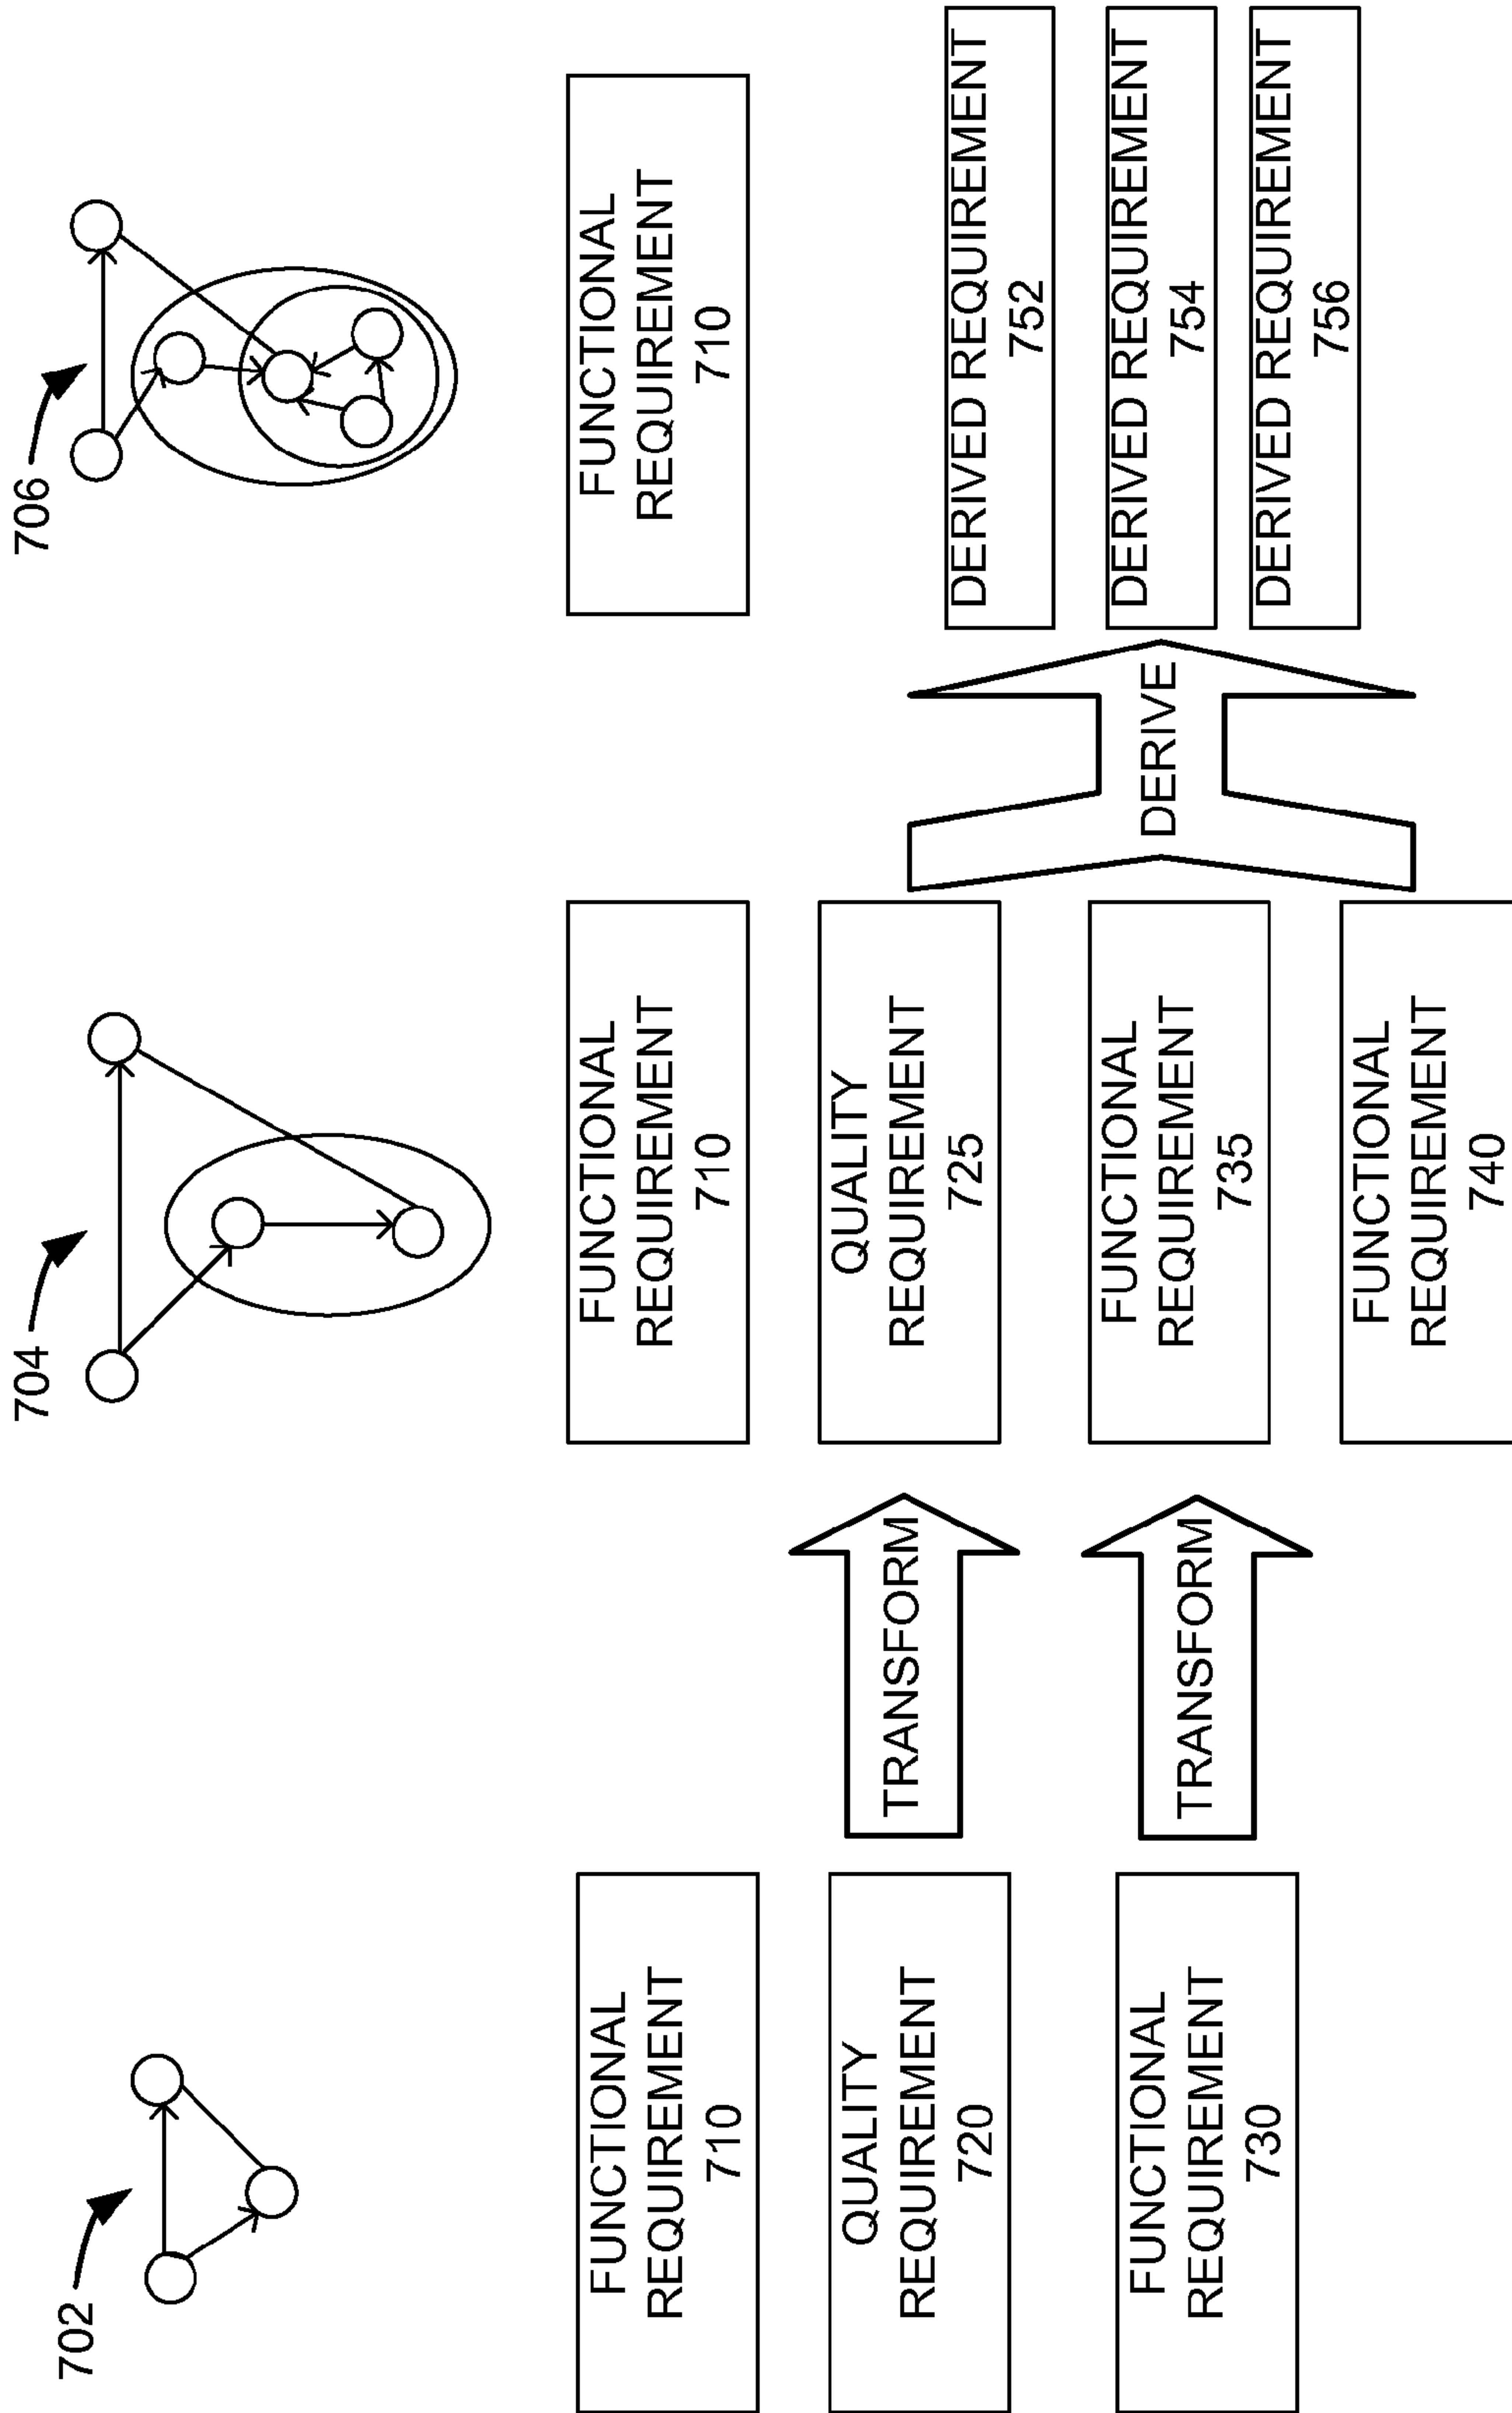 702
704
706
FUNCTIONAL
REQUIREMENT
710
QUALITY
REQUIREMENT
720
FUNCTIONAL
REQUIREMENT
730
TRANSFORM
TRANSFORM
FUNCTIONAL
REQUIREMENT
710
QUALITY
REQUIREMENT
725
FUNCTIONAL
REQUIREMENT
735
FUNCTIONAL
REQUIREMENT
740
DERIVE
FUNCTIONAL
REQUIREMENT
710
DERIVED REQUIREMENT
752
DERIVED REQUIREMENT
754
DERIVED REQUIREMENT
756